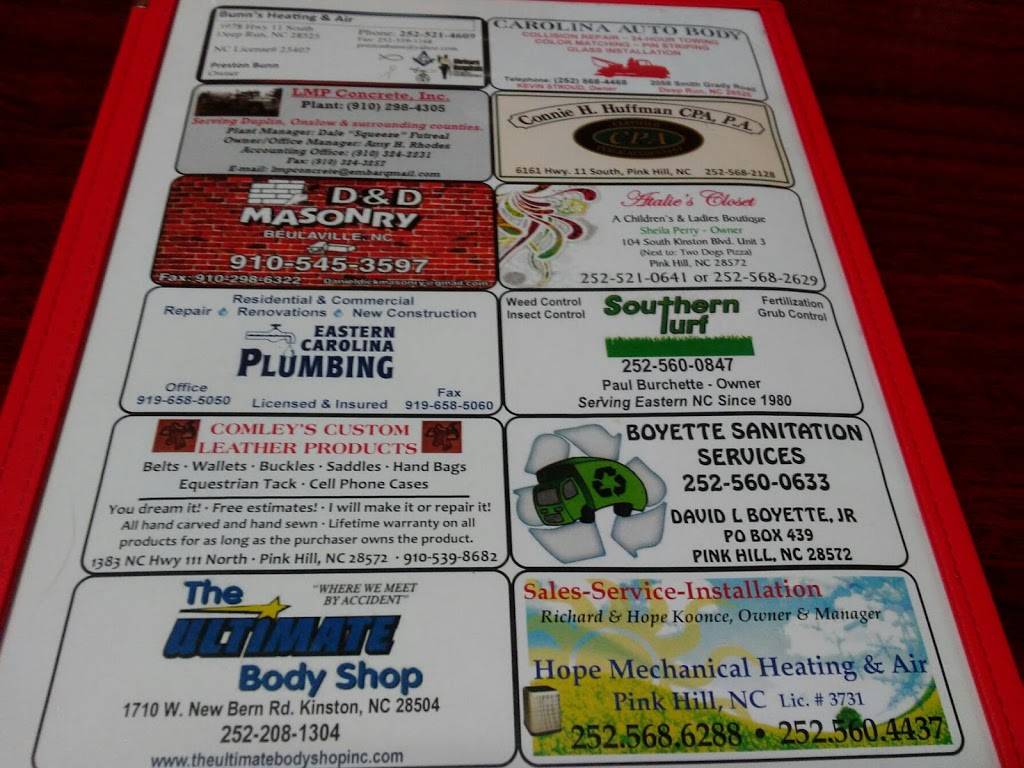 Bunn's Heating & Air
Hwy 11 South
Deep Run, NC 28525
NC License# 25402
Preston Bunn
Owner
Phone: 252-521-4609
CAROLINA AUTO BODY
COLLISION REPAIR - 24-HOUR TOWING
COLOR MATCHING - PIN STRIPING
GLASS INSTALLATION
Telephone: (252) 568-4468
KEVIN STROUD, Owner
2058 Smith Grady Road
Deep Run, NC 28525
LMP Concrete, Inc.
Plant: (910) 298-4305
Serving Duplin, Onslow & surrounding counties.
Plant Manager: Dale "Squeeze" Futreal
Owner/Office Manager: Amy H. Rhodes
Accounting Office: (910) 324-2231
Fax: (910) 324-2257
E-mail: lmpconcrete@embarqmail.com
Connie H. Huffman CPA, P.A.
CPA
6161 Hwy. 11 South, Pink Hill, NC 252-568-2128
D&D
MASONRY
BEULAVILLE, NC
910-545-3597
Fax: 910-298-6322 Danieldickmasonry@gmail.com
Atalie's Closet
A Children's & Ladies Boutique
Sheila Perry - Owner
104 South Kinston Blvd. Unit 3
(Next to: Two Dogs Pizza)
Pink Hill, NC 28572
252-521-0641 or 252-568-2629
Residential & Commercial
Repair Renovations New Construction
EASTERN
CAROLINA
PLUMBING
Office
919-658-5050
Licensed & Insured
Fax
919-658-5060
Weed Control
Insect Control
Southern
Turf
Fertilization
Grub Control
252-560-0847
Paul Burchette - Owner
Serving Eastern NC Since 1980
COMLEY'S CUSTOM
LEATHER PRODUCTS
Belts · Wallets · Buckles · Saddles · Hand Bags
Equestrian Tack · Cell Phone Cases
You dream it! · Free estimates! · I will make it or repair it!
All hand carved and hand sewn · Lifetime warranty on all
products for as long as the purchaser owns the product.
1383 NC Hwy 111 North · Pink Hill, NC 28572 · 910-539-8682
BOYETTE SANITATION
SERVICES
252-560-0633
DAVID L BOYETTE, JR
PO BOX 439
PINK HILL, NC 28572
The
ULTIMATE
Body Shop
"WHERE WE MEET
BY ACCIDENT"
1710 W. New Bern Rd. Kinston, NC 28504
252-208-1304
www.theultimatebodyshopinc.com
Sales-Service-Installation
Richard & Hope Koonce, Owner & Manager
Hope Mechanical Heating & Air
Pink Hill, NC Lic. # 3731
252.568.6288 • 252.560.4437